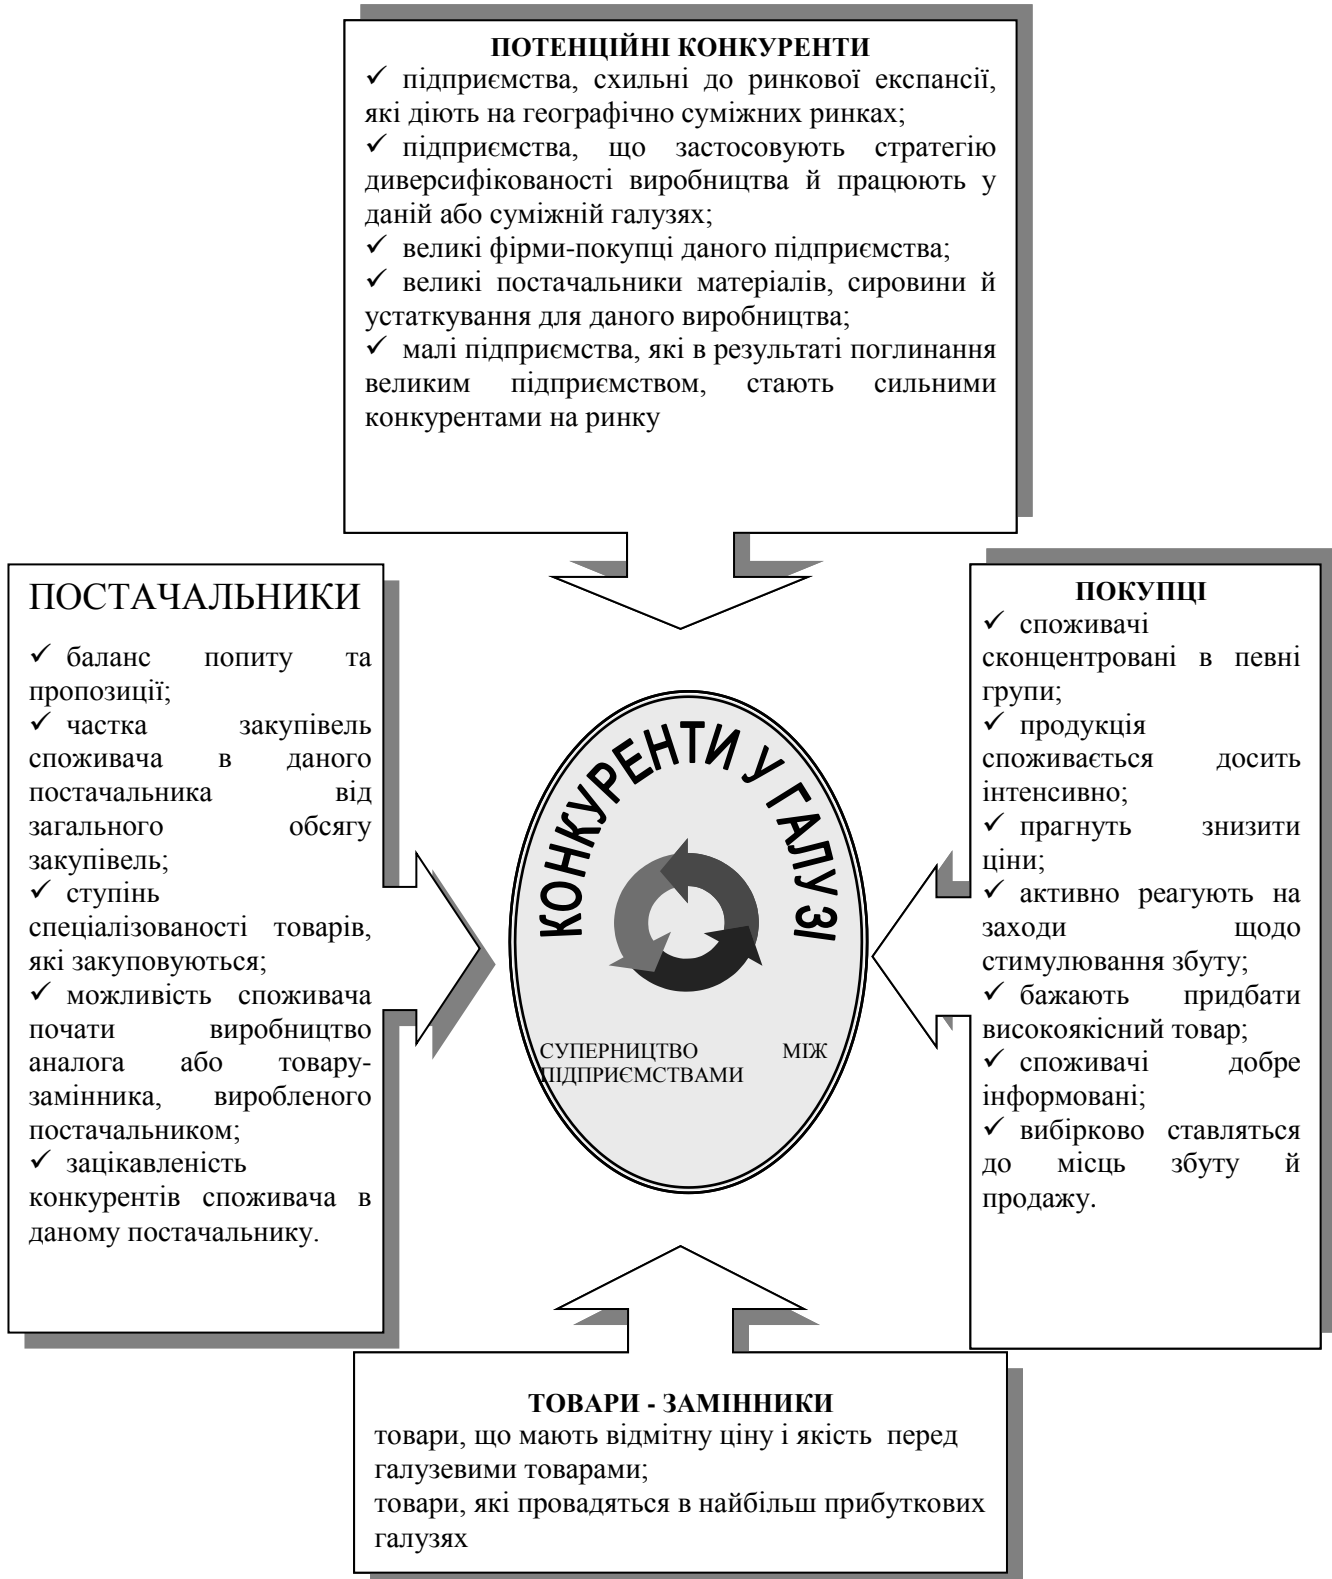 ПОТЕНЦІЙНІ КОНКУРЕНТИ
✓ підприємства, схильні до ринкової експансії,
які діють на географічно суміжних ринках;
✓ підприємства, що застосовують стратегію
диверсифікованості виробництва й працюють у
даній або суміжній галузях;
✓ великі фірми-покупці даного підприємства;
✓ великі постачальники матеріалів, сировини й
устаткування для даного виробництва;
✓ малі підприємства, які в результаті поглинання
великим підприємством, стають сильними
конкурентами на ринку
ПОСТАЧАЛЬНИКИ
✓ баланс попиту та
пропозиції;
✓ частка закупівель
споживача в даного
постачальника від
загального обсягу
закупівель;
✓ ступінь
спеціалізованості товарів,
які закуповуються;
✓ можливість споживача
почати виробництво
аналога або товару-
замінника, виробленого
постачальником;
✓ зацікавленість
конкурентів споживача в
даному постачальнику.
КОНКУРЕНТИ У ГАЛУЗІ
СУПЕРНИЦТВО МІЖ
ПІДПРИЄМСТВАМИ
ПОКУПЦІ
✓ споживачі
сконцентровані в певні
групи;
✓ продукція
споживається досить
інтенсивно;
✓ прагнуть знизити
ціни;
✓ активно реагують на
заходи щодо
стимулювання збуту;
✓ бажають придбати
високоякісний товар;
✓ споживачі добре
інформовані;
✓ вибірково ставляться
до місць збуту й
продажу.
ТОВАРИ - ЗАМІННИКИ
товари, що мають відмітну ціну і якість перед
галузевими товарами;
товари, які провадяться в найбільш прибуткових
галузях